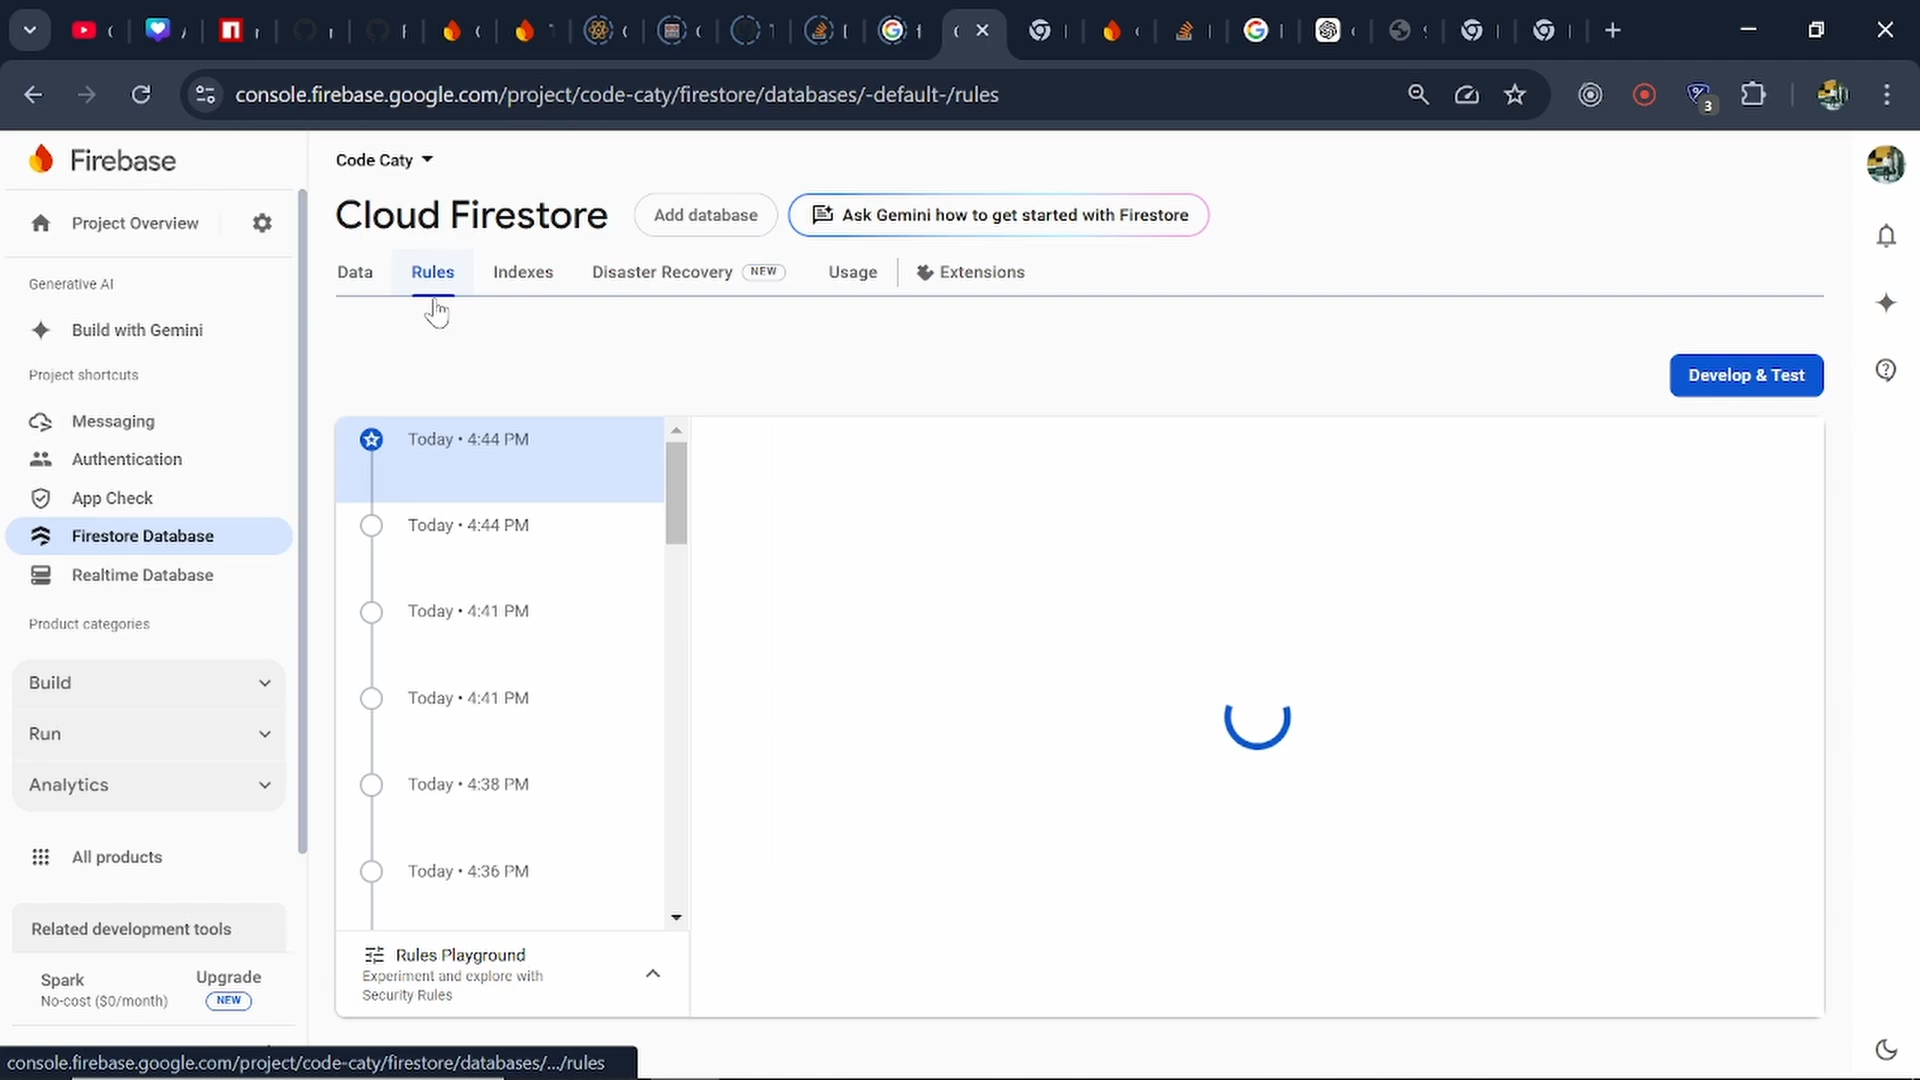 console.firebase.google.com/project/code-caty/firestore/databases/-default-/rules
3
Firebase
Project Overview
Generative AI
Build with Gemini
Project shortcuts
Messaging
Authentication
App Check
Firestore Database
Realtime Database
Product categories
Build
Run
Analytics
All products
Related development tools
Spark
No-cost ($0/month)
Upgrade
NEW
Code Caty
Cloud Firestore
Add database
Ask Gemini how to get started with Firestore
Data
Rules
Indexes
Disaster Recovery NEW
Usage
Extensions
Develop & Test
Today • 4:44 PM
Today • 4:44 PM
Today • 4:41 PM
Today • 4:41 PM
Today • 4:38 PM
Today • 4:36 PM
Rules Playground
Experiment and explore with
Security Rules
console.firebase.google.com/project/code-caty/firestore/databases/.../rules